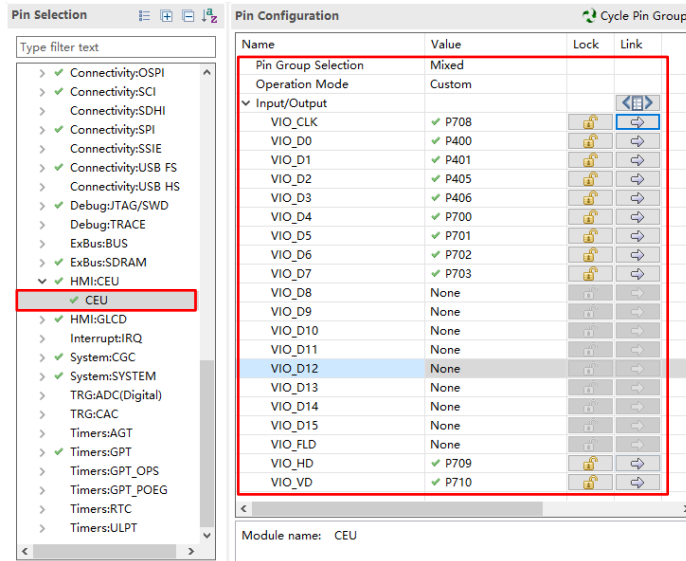 Pin Selection
Type filter text
Connectivity:OSPI
Connectivity:SCI
Connectivity:SDHI
Connectivity:SPI
Connectivity:SSIE
Connectivity:USB FS
Connectivity:USB HS
Debug:JTAG/SWD
Debug:TRACE
ExBus:BUS
ExBus:SDRAM
HMI:CEU
CEU
HMI:GLCD
Interrupt:IRQ
System:CGC
System:SYSTEM
TRG:ADC(Digital)
TRG:CAC
Timers:AGT
Timers:GPT
Timers:GPT_OPS
Timers:GPT_POEG
Timers:RTC
Timers:ULPT
Pin Configuration
Cycle Pin Group
Name Value Lock Link
Pin Group Selection Mixed
Operation Mode Custom
Input/Output
VIO_CLK P708
VIO_D0 P400
VIO_D1 P401
VIO_D2 P405
VIO_D3 P406
VIO_D4 P700
VIO_D5 P701
VIO_D6 P702
VIO_D7 P703
VIO_D8 None
VIO_D9 None
VIO_D10 None
VIO_D11 None
VIO_D12 None
VIO_D13 None
VIO_D14 None
VIO_D15 None
VIO_FLD None
VIO_HD P709
VIO_VD P710
Module name: CEU